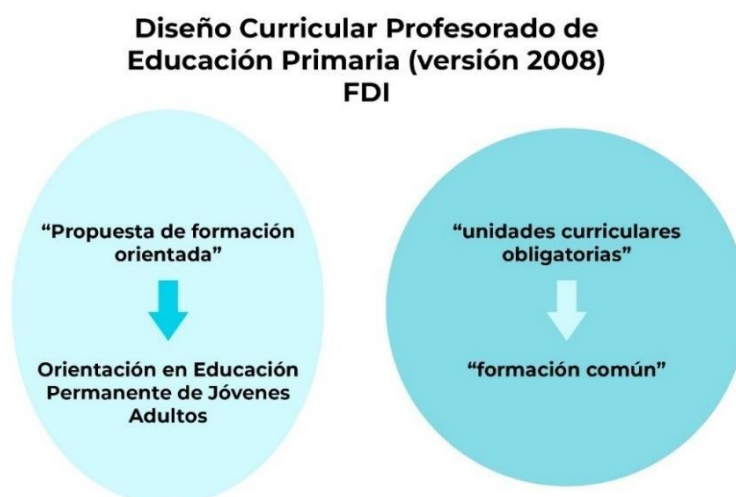 Diseño Curricular Profesorado de
Educación Primaria (versión 2008)
FDI
“Propuesta de formación
orientada”
Orientación en Educación
Permanente de Jóvenes
Adultos
“unidades curriculares
obligatorias”
“formación común”